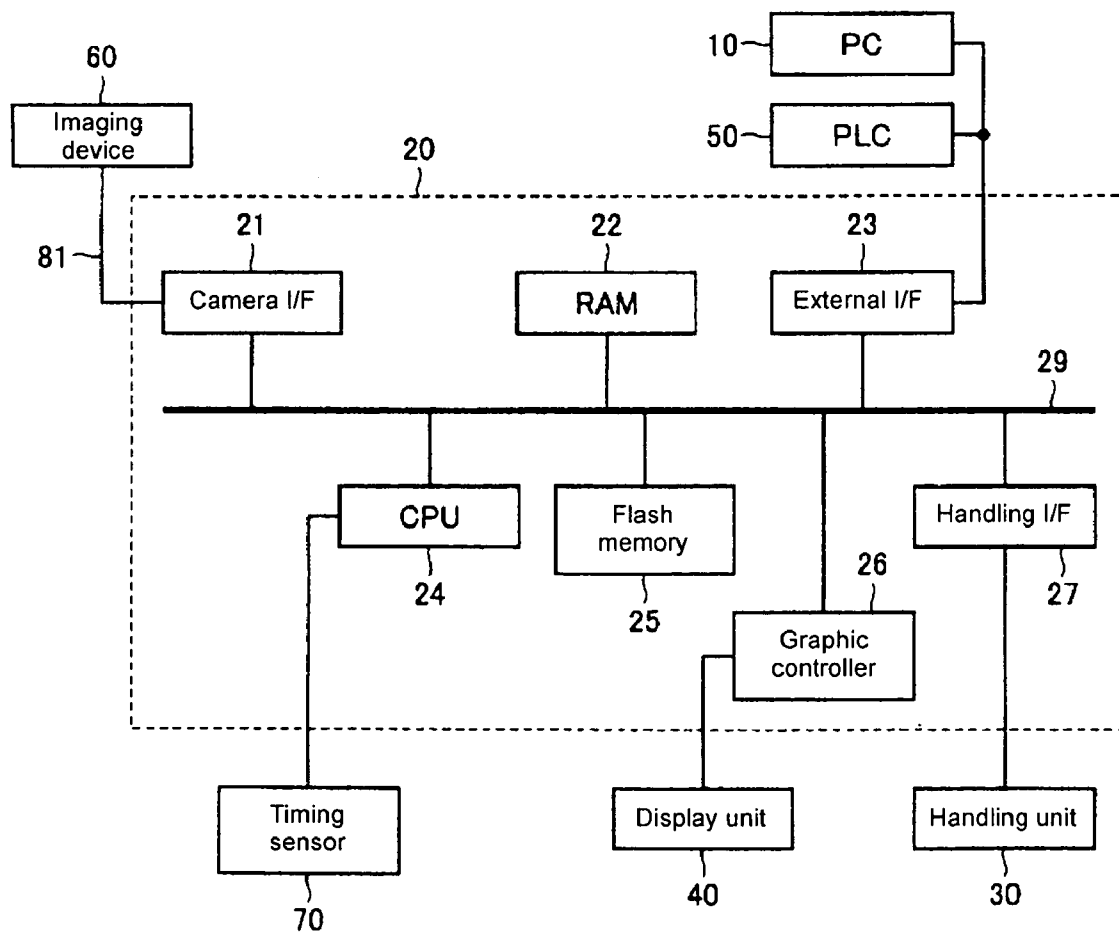 10
PC
60
Imaging
device
50
PLC
20
81
21
22
23
Camera I/F
RAM
External I/F
29
CPU
Flash
memory
Handling I/F
24
25
26
27
Graphic
controller
Timing
sensor
Display unit
Handling unit
70
40
30